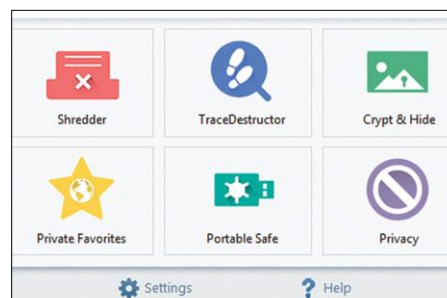 Shredder TraceDestructor Crypt & Hide
Private Favorites Portable Safe Privacy
Settings ? Help